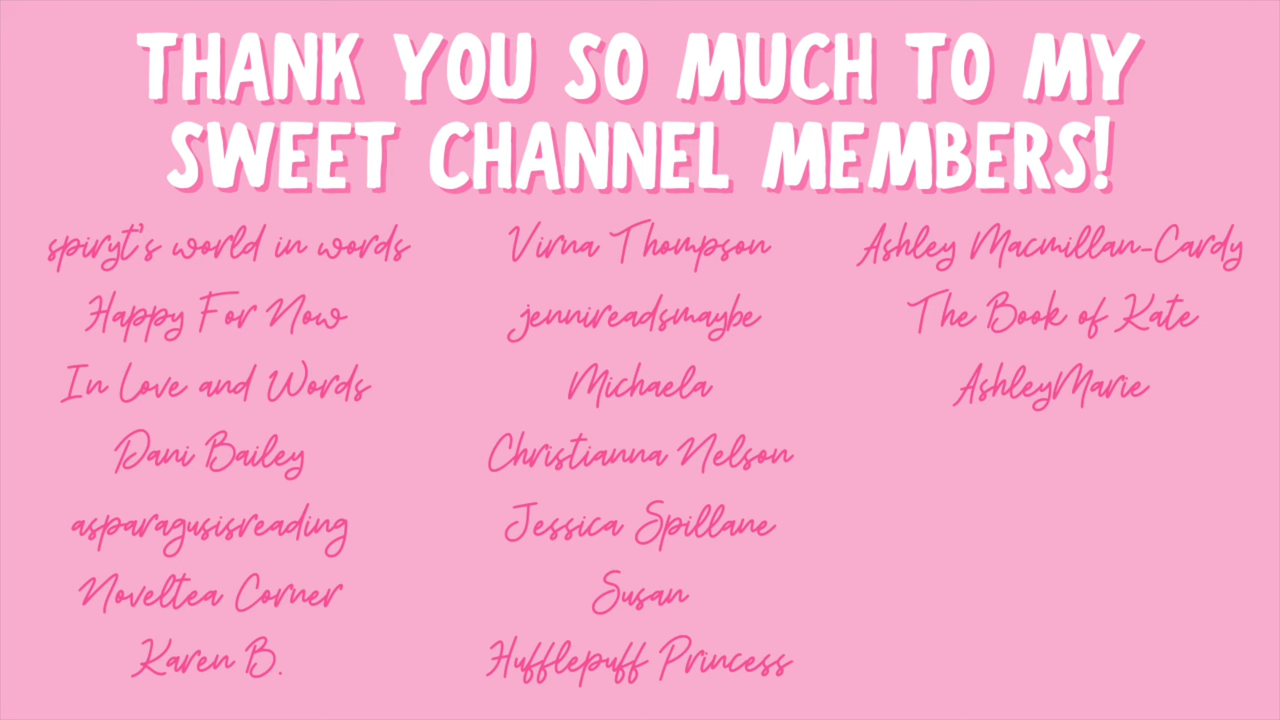 THANK YOU SO MUCH TO MY
SWEET CHANNEL MEMBERS!
spiryt's world in words
Happy For Now
In Love and Words
Dani Bailey
asparagusisreading
Noveltea Corner
Karen B.
Virna Thompson
jennireadsmaybe
Michaela
Christianna Nelson
Jessica Spillane
Susan
Hufflepuff Princess
Ashley Macmillan-Cardy
The Book of Kate
AshleyMarie